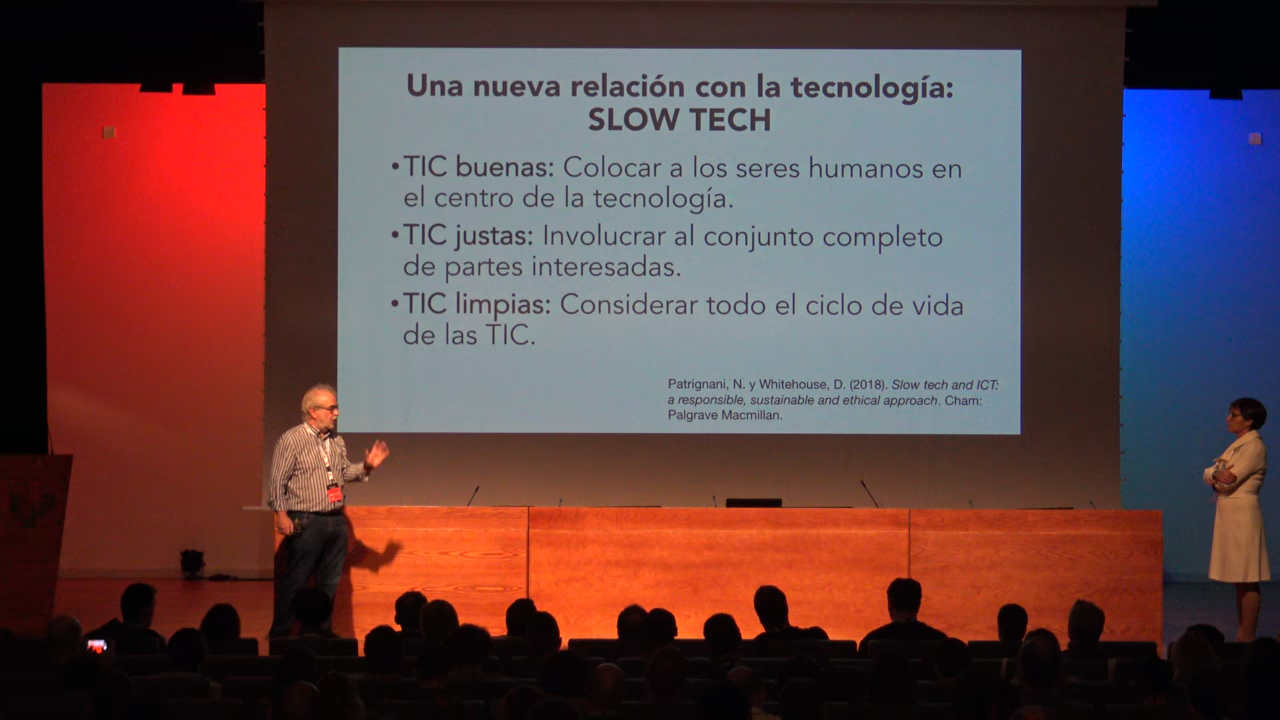 Una nueva relación con la tecnología:
SLOW TECH
•TIC buenas: Colocar a los seres humanos en
el centro de la tecnología.
•TIC justas: Involucrar al conjunto completo
de partes interesadas.
•TIC limpias: Considerar todo el ciclo de vida
de las TIC.
Patrignani, N. y Whitehouse, D. (2018). Slow tech and ICT:
a responsible, sustainable and ethical approach. Cham:
Palgrave Macmillan.